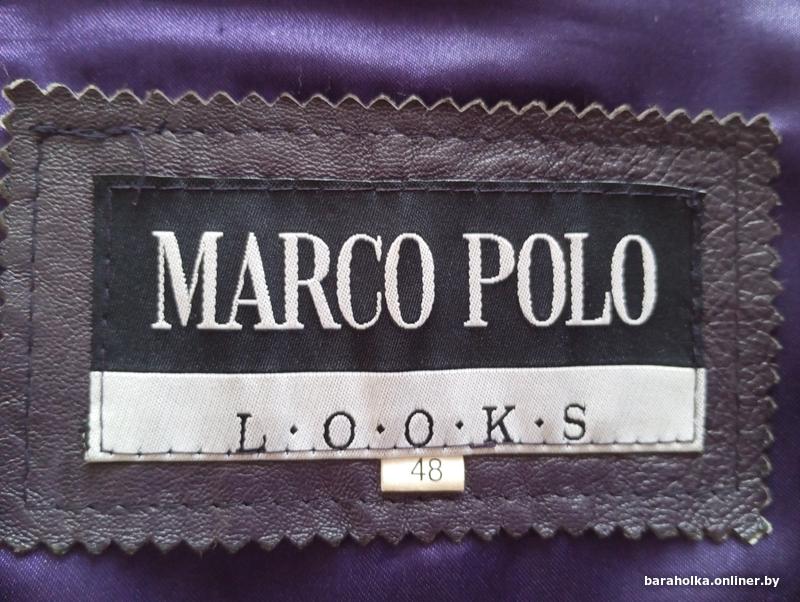 MARCO POLO
L·O·O·K·S
48
baraholka.onliner.by